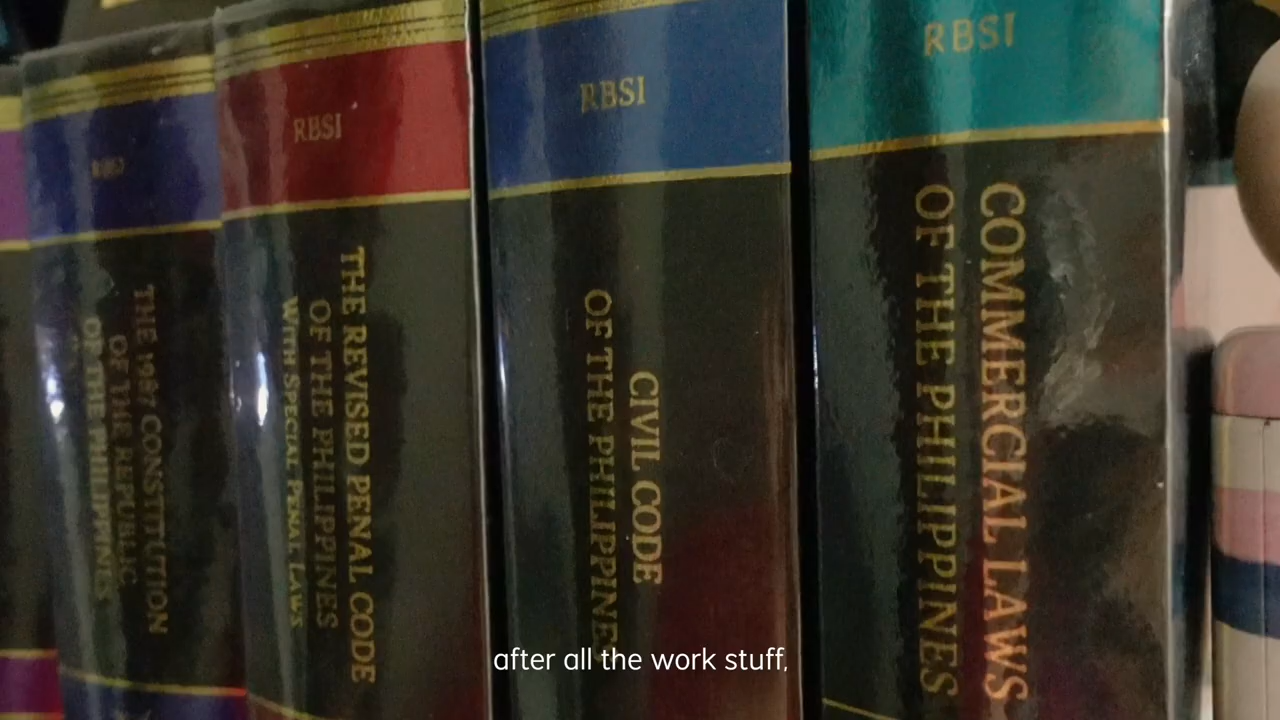 RBSI
THE 1987 CONSTITUTION
OF THE REPUBLIC
OF THE PHILIPPINES
RBSI
THE REVISED PENAL CODE
OF THE PHILIPPINES
WITH SPECIAL PENAL LAWS
RBSI
CIVIL CODE
OF THE PHILIPPINES
RBSI
COMMERCIAL LAWS
OF THE PHILIPPINES
after all the work stuff,